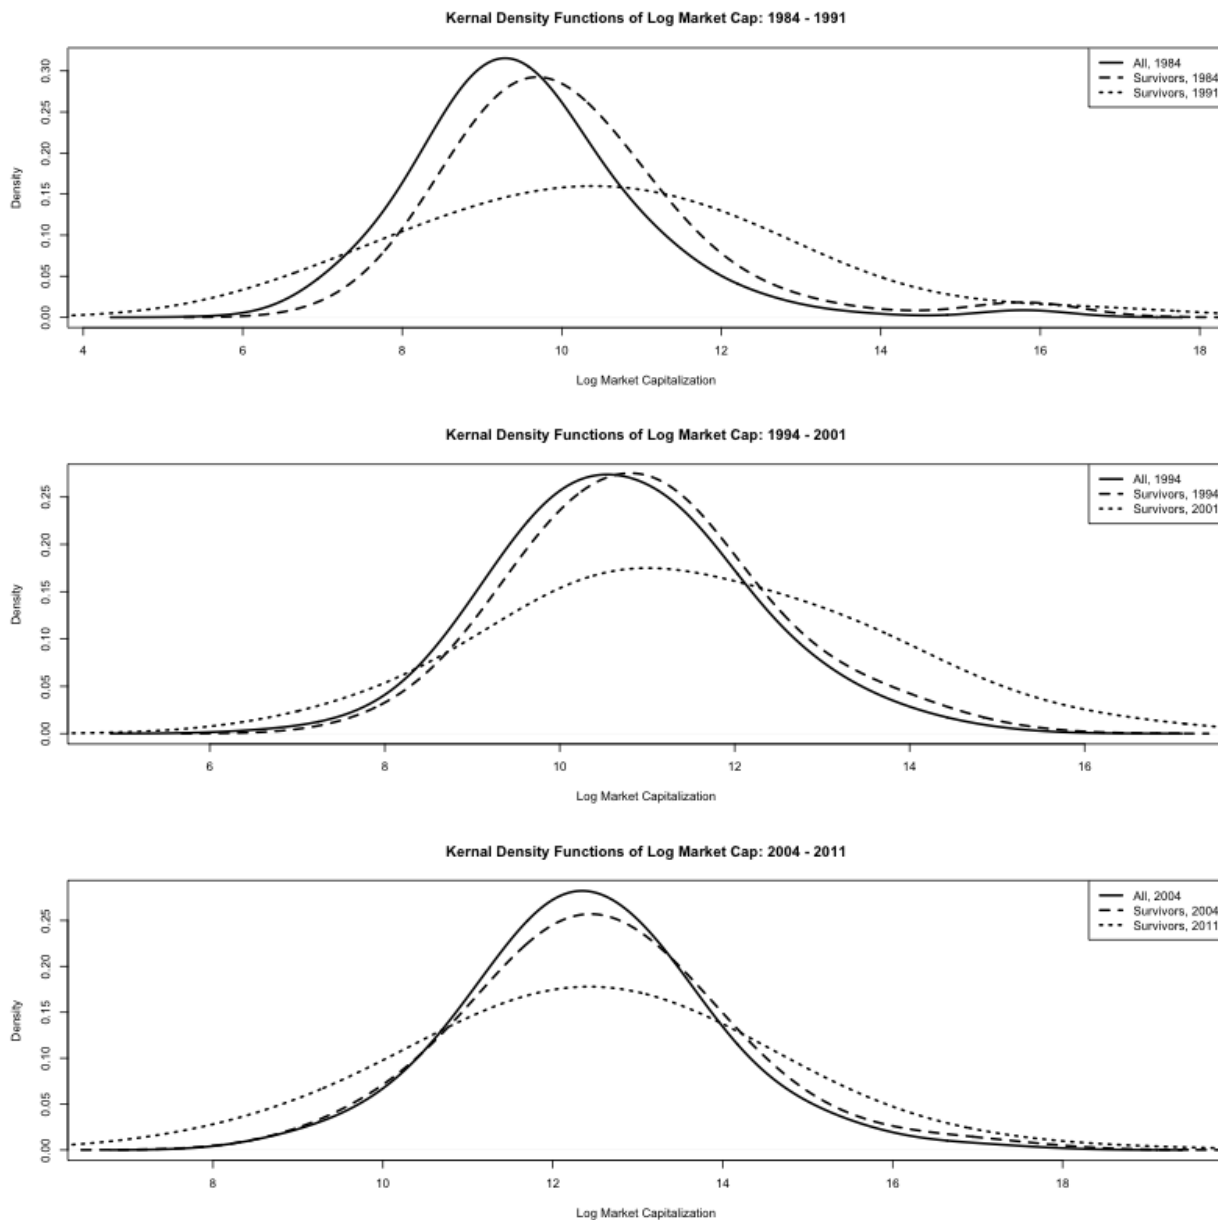 Kernal Density Functions of Log Market Cap: 1984 - 1991
All, 1984
Survivors, 1984
Survivors, 1991
Density
0.00 0.05 0.10 0.15 0.20 0.25 0.30
4 6 8 10 12 14 16 18
Log Market Capitalization
Kernal Density Functions of Log Market Cap: 1994 - 2001
All, 1994
Survivors, 1994
Survivors, 2001
Density
0.00 0.05 0.10 0.15 0.20 0.25
6 8 10 12 14 16
Log Market Capitalization
Kernal Density Functions of Log Market Cap: 2004 - 2011
All, 2004
Survivors, 2004
Survivors, 2011
Density
0.00 0.05 0.10 0.15 0.20 0.25
8 10 12 14 16 18
Log Market Capitalization